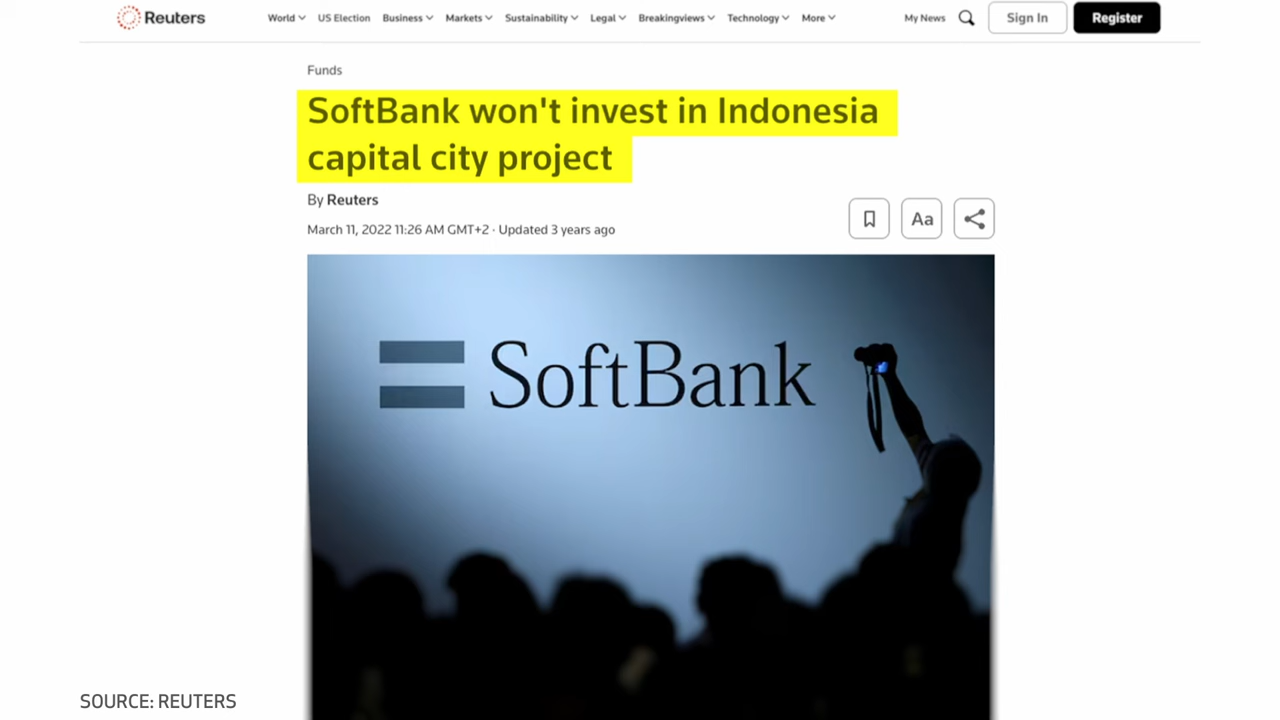 Reuters World US Election Business Markets Sustainability Legal Breakingviews Technology More My News Sign In Register
Funds
SoftBank won't invest in Indonesia
capital city project
By Reuters
March 11, 2022 11:26 AM GMT+2 · Updated 3 years ago
Aa
SoftBank
SOURCE: REUTERS